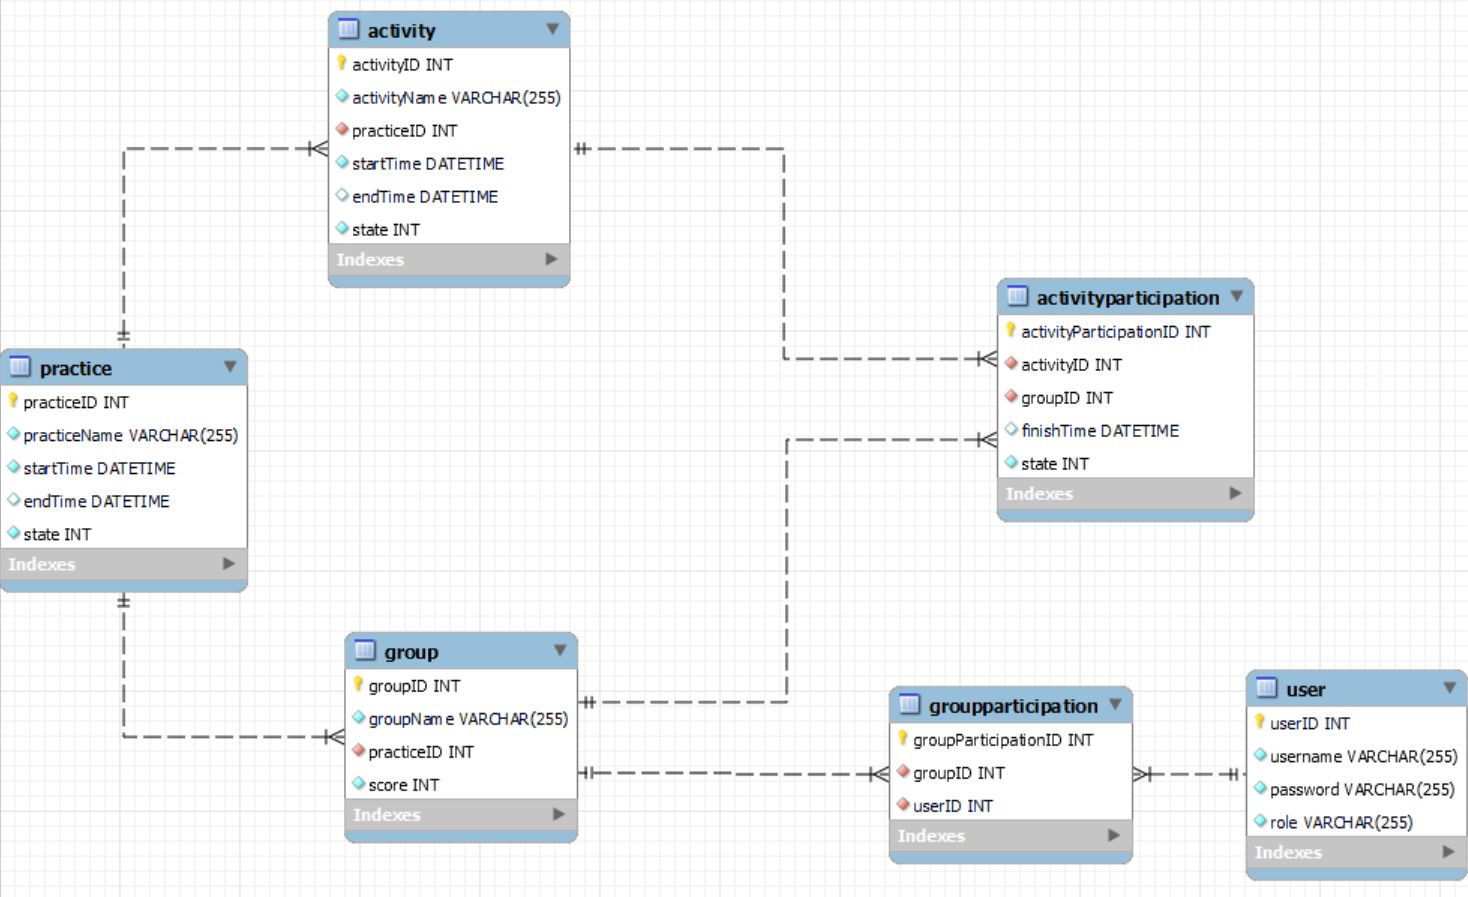 activity
activityID INT
activityName VARCHAR(255)
practiceID INT
startTime DATETIME
endTime DATETIME
state INT
Indexes
activityparticipation
activityParticipationID INT
activityID INT
groupID INT
finishTime DATETIME
state INT
Indexes
practice
practiceID INT
practiceName VARCHAR(255)
startTime DATETIME
endTime DATETIME
state INT
Indexes
group
groupID INT
groupName VARCHAR(255)
practiceID INT
score INT
Indexes
groupparticipation
groupParticipationID INT
groupID INT
userID INT
Indexes
user
userID INT
username VARCHAR(255)
password VARCHAR(255)
role VARCHAR(255)
Indexes